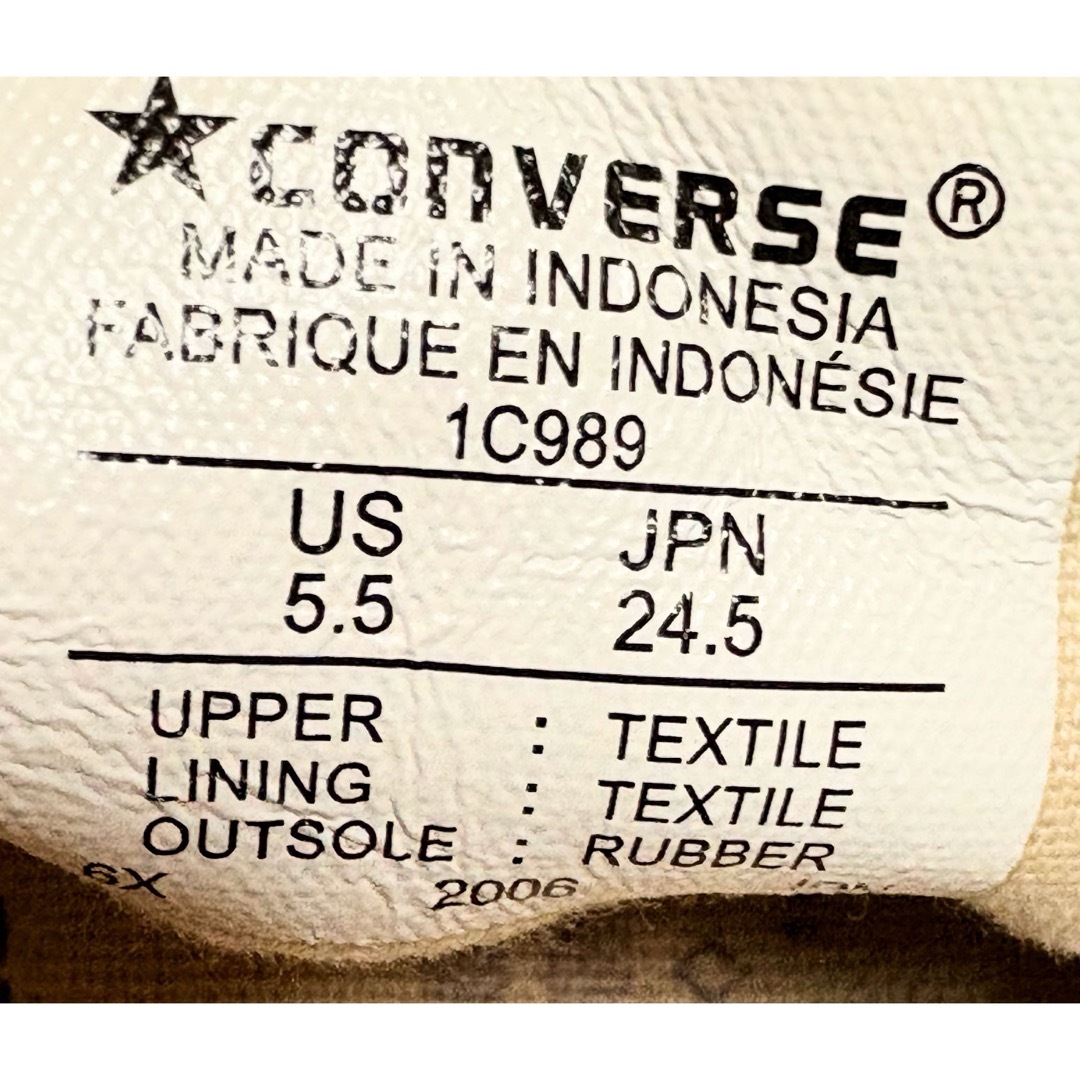 CONVERSE®
MADE IN INDONESIA
FABRIQUE EN INDONÉSIE
1C989
US JPN
5.5 24.5
UPPER : TEXTILE
LINING : TEXTILE
OUTSOLE : RUBBER
6X 2006